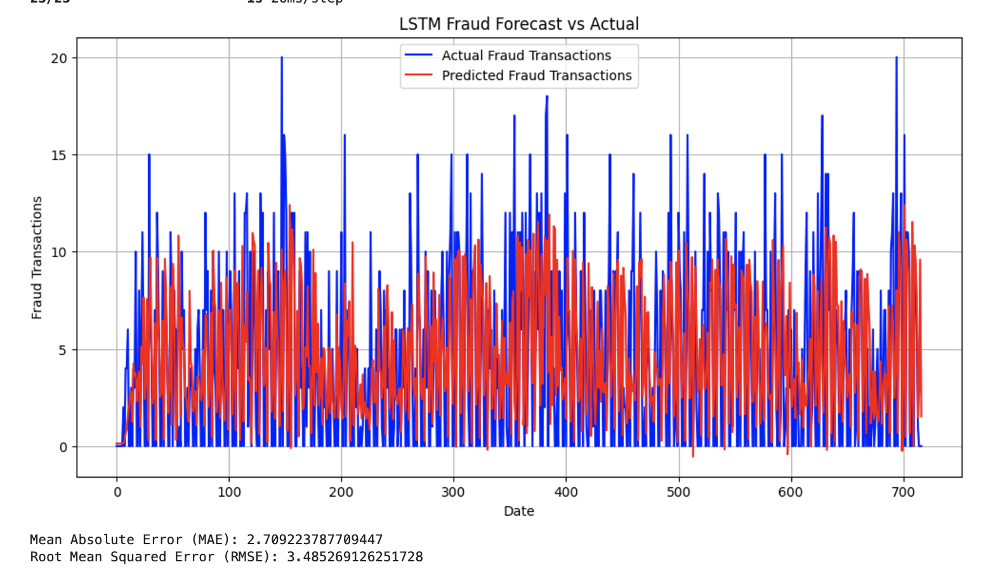 LSTM Fraud Forecast vs Actual
Actual Fraud Transactions
Predicted Fraud Transactions
Fraud Transactions
20
15
10
5
0
0 100 200 300 400 500 600 700
Date
Mean Absolute Error (MAE): 2.709223787709447
Root Mean Squared Error (RMSE): 3.485269126251728